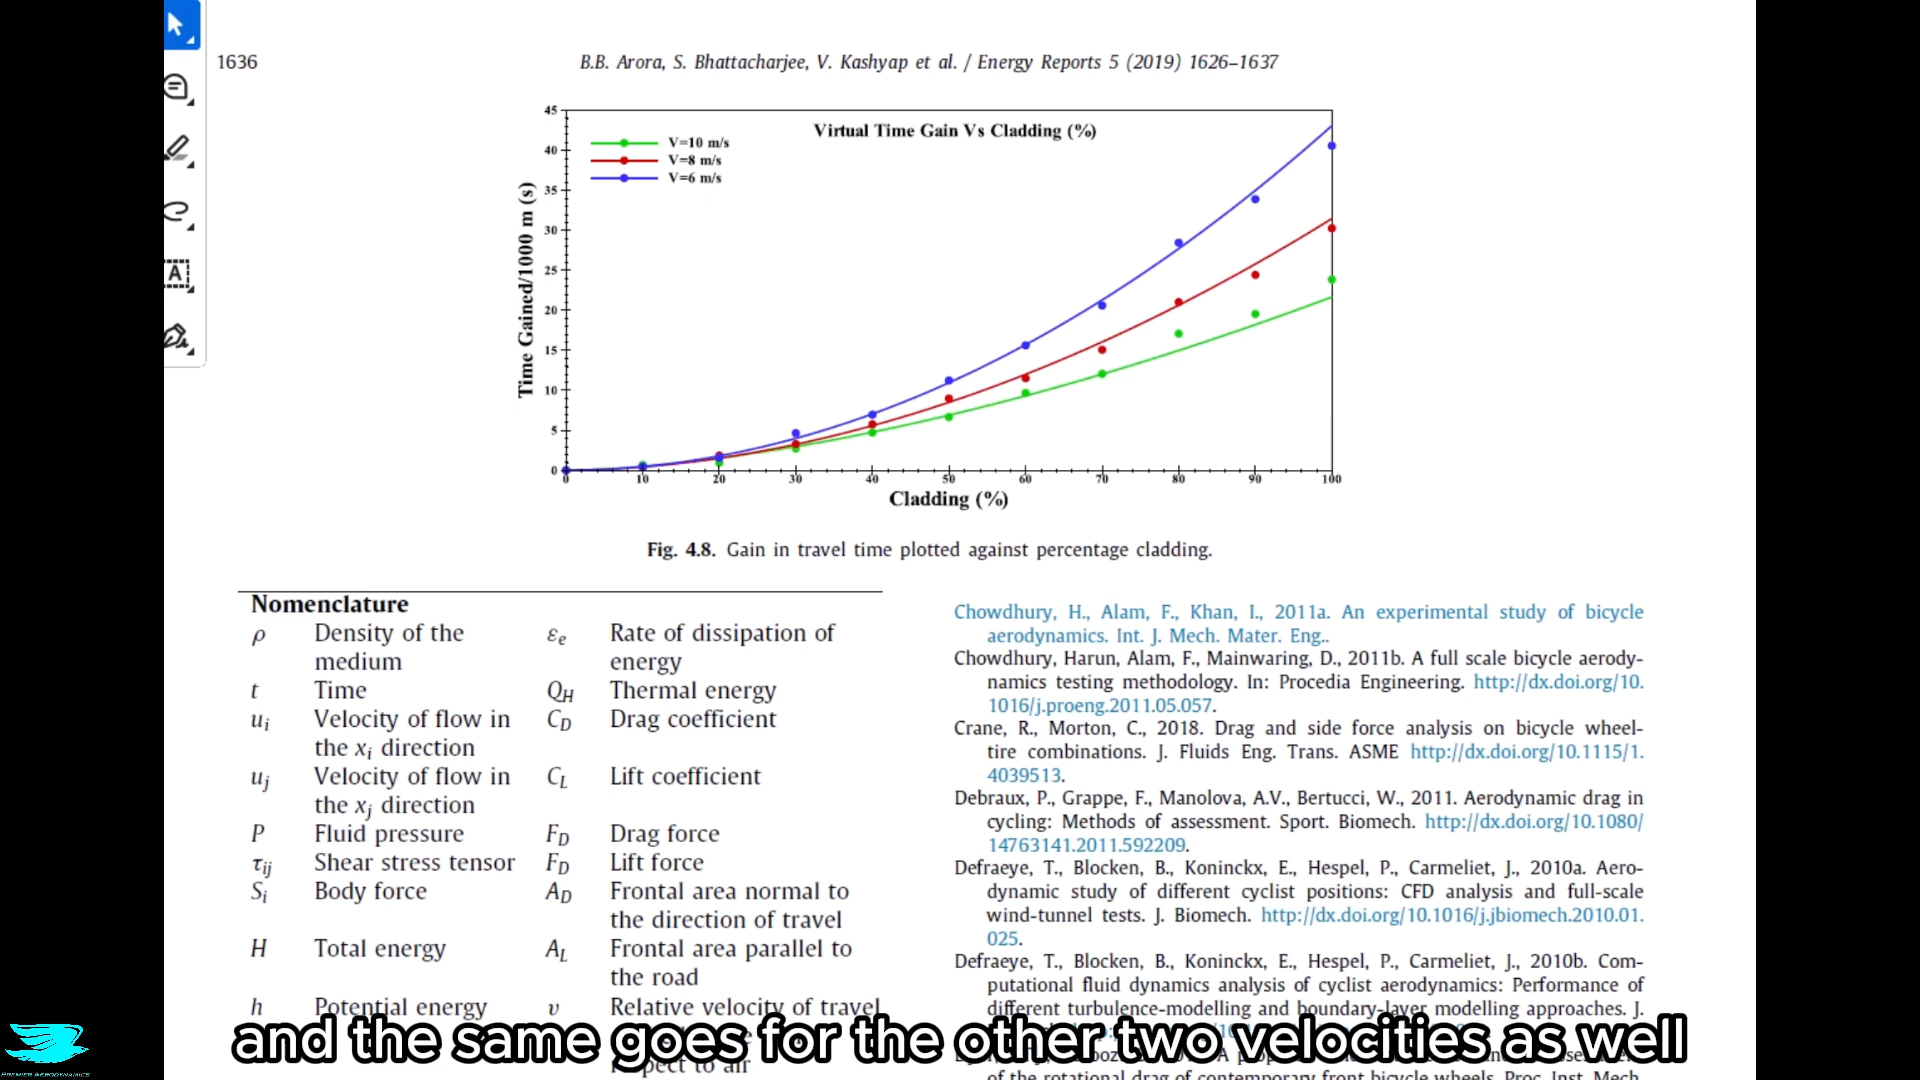 1636
B.B. Arora, S. Bhattacharjee, V. Kashyap et al. / Energy Reports 5 (2019) 1626–1637
Virtual Time Gain Vs Cladding (%)
V=10 m/s
V=8 m/s
V=6 m/s
Time Gained/1000 m (s)
45
40
35
30
25
20
15
10
5
0
0 10 20 30 40 50 60 70 80 90 100
Cladding (%)
Fig. 4.8. Gain in travel time plotted against percentage cladding.
Nomenclature
ρ Density of the medium
εe Rate of dissipation of energy
t Time
QH Thermal energy
ui Velocity of flow in the xi direction
CD Drag coefficient
uj Velocity of flow in the xj direction
CL Lift coefficient
P Fluid pressure
FD Drag force
τij Shear stress tensor
FD Lift force
Si Body force
AD Frontal area normal to the direction of travel
H Total energy
AL Frontal area parallel to the road
h Potential energy
υ Relative velocity of travel
Chowdhury, H., Alam, F., Khan, I., 2011a. An experimental study of bicycle
aerodynamics. Int. J. Mech. Mater. Eng..
Chowdhury, Harun, Alam, F., Mainwaring, D., 2011b. A full scale bicycle aerody-
namics testing methodology. In: Procedia Engineering. http://dx.doi.org/10.
1016/j.proeng.2011.05.057.
Crane, R., Morton, C., 2018. Drag and side force analysis on bicycle wheel-
tire combinations. J. Fluids Eng. Trans. ASME http://dx.doi.org/10.1115/1.
4039513.
Debraux, P., Grappe, F., Manolova, A.V., Bertucci, W., 2011. Aerodynamic drag in
cycling: Methods of assessment. Sport. Biomech. http://dx.doi.org/10.1080/
14763141.2011.592209.
Defraeye, T., Blocken, B., Koninckx, E., Hespel, P., Carmeliet, J., 2010a. Aero-
dynamic study of different cyclist positions: CFD analysis and full-scale
wind-tunnel tests. J. Biomech. http://dx.doi.org/10.1016/j.jbiomech.2010.01.
025.
Defraeye, T., Blocken, B., Koninckx, E., Hespel, P., Carmeliet, J., 2010b. Com-
putational fluid dynamics analysis of cyclist aerodynamics: Performance of
different turbulence-modelling and boundary-layer modelling approaches. J.
of the rotational drag of contemporary front bicycle wheels. Proc. Inst. Mech.
and the same goes for the other two velocities as well
PREMIER AERODYNAMICS